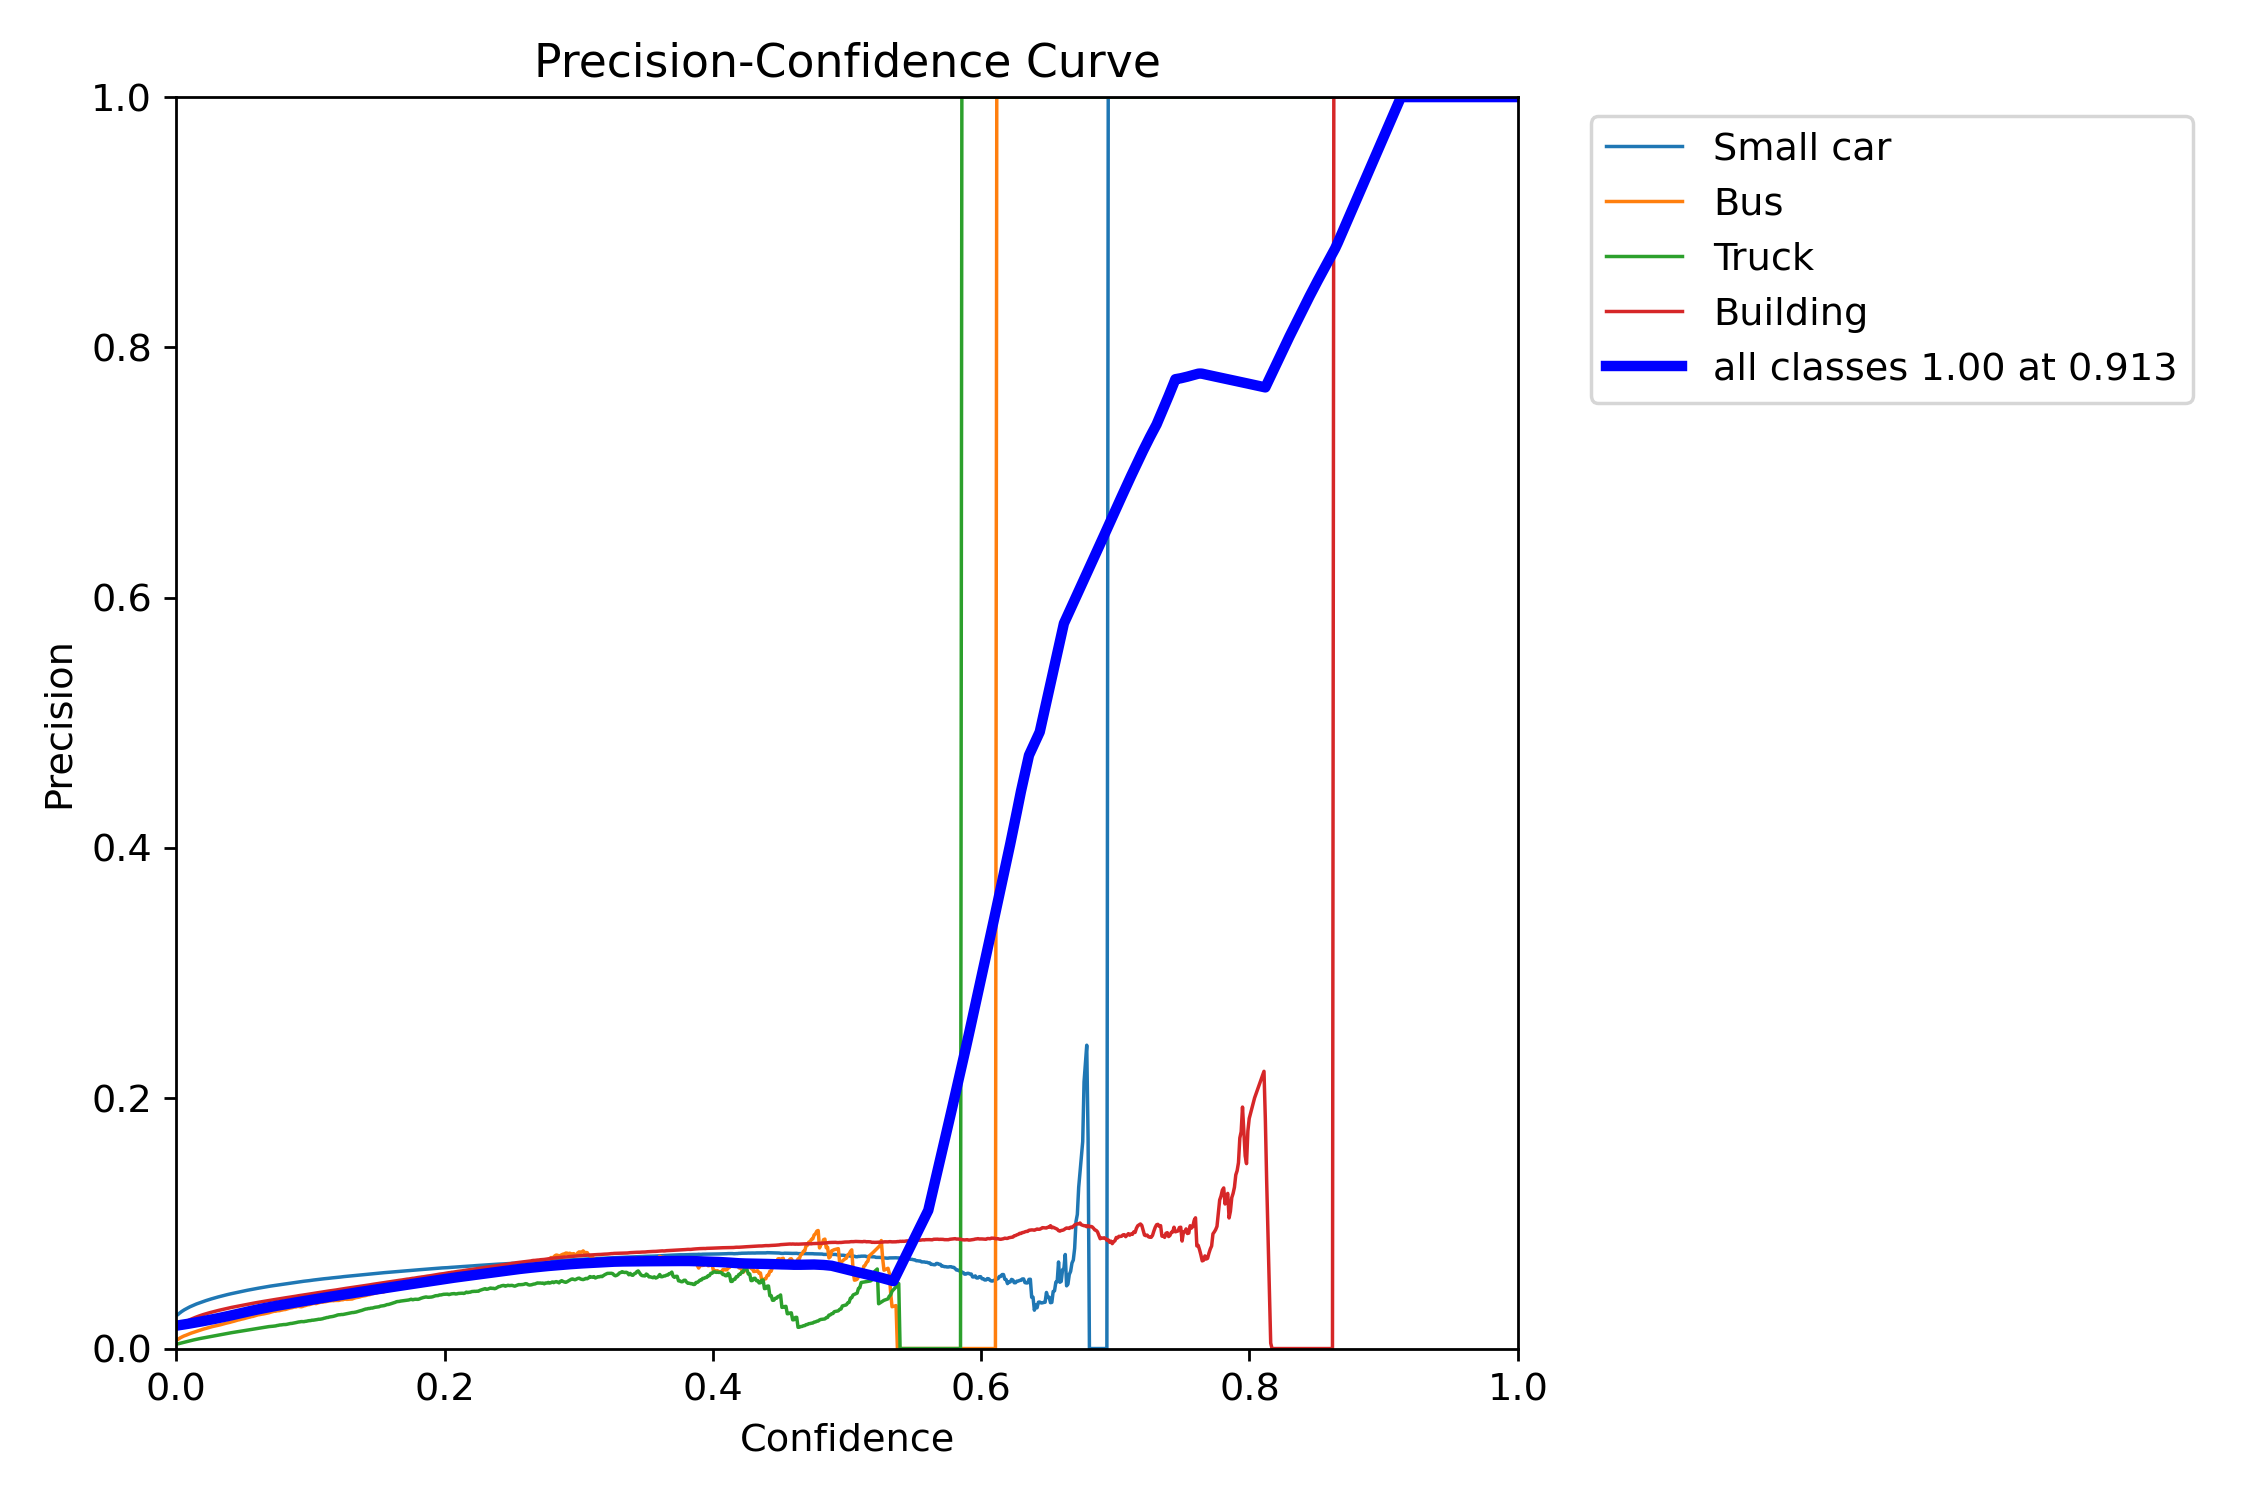 Precision-Confidence Curve
1.0
0.8
0.6
0.4
0.2
0.0
Precision
0.0 0.2 0.4 0.6 0.8 1.0
Confidence
Small car
Bus
Truck
Building
all classes 1.00 at 0.913